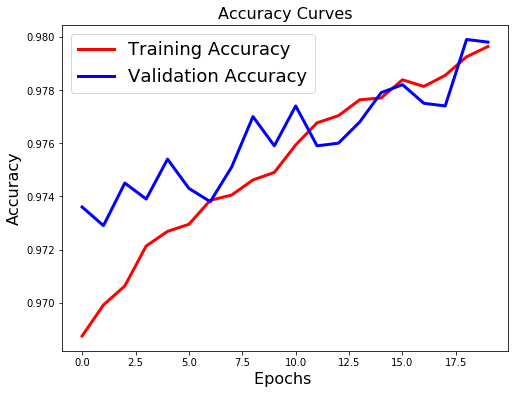 Accuracy Curves
Training Accuracy
Validation Accuracy
Accuracy
0.980
0.978
0.976
0.974
0.972
0.970
0.0 2.5 5.0 7.5 10.0 12.5 15.0 17.5
Epochs